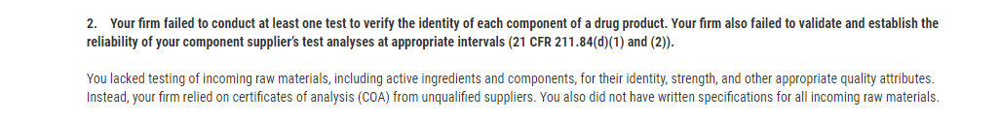 2. Your firm failed to conduct at least one test to verify the identity of each component of a drug product. Your firm also failed to validate and establish the
reliability of your component supplier's test analyses at appropriate intervals (21 CFR 211.84(d)(1) and (2)).
You lacked testing of incoming raw materials, including active ingredients and components, for their identity, strength, and other appropriate quality attributes.
Instead, your firm relied on certificates of analysis (COA) from unqualified suppliers. You also did not have written specifications for all incoming raw materials.